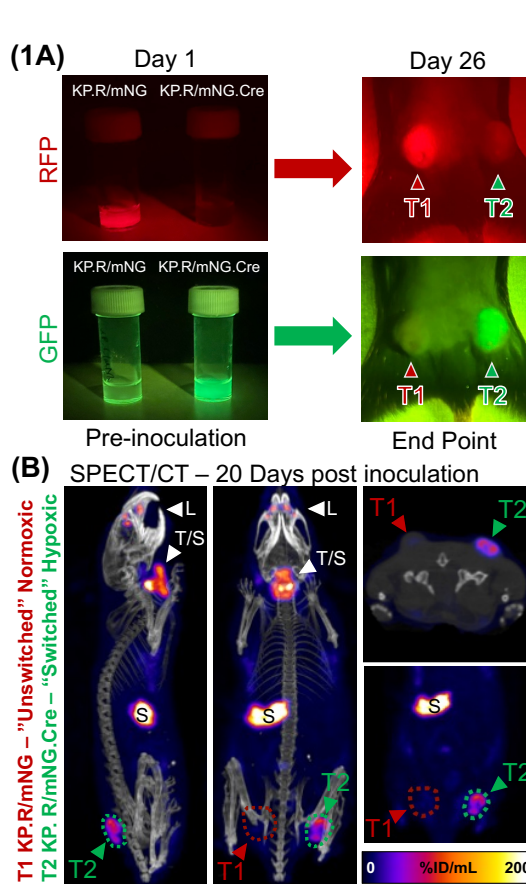 (1A)
Day 1
Day 26
KP.R/mNG KP.R/mNG.Cre
RFP
T1 T2
KP.R/mNG KP.R/mNG.Cre
GFP
T1 T2
Pre-inoculation
End Point
(B) SPECT/CT – 20 Days post inoculation
T1 KP.R/mNG – ”Unswitched” Normoxic
T2 KP. R/mNG.Cre – “Switched” Hypoxic
L
T/S
S
T2
L
T/S
S
T1
T2
T1
T2
S
T1
T2
0 %ID/mL 200